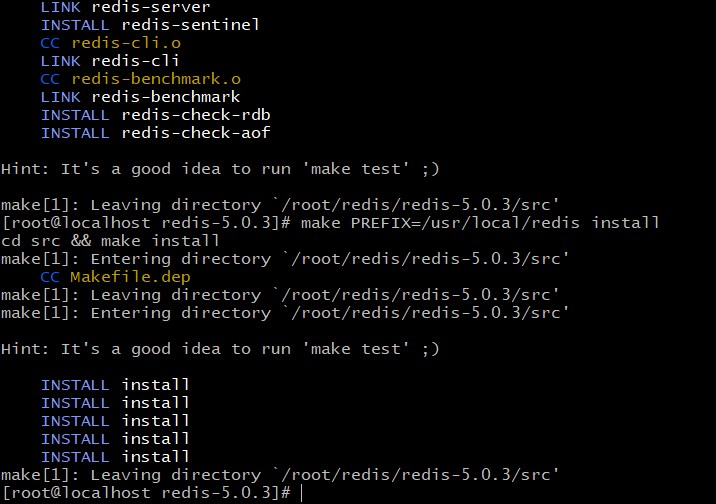 LINK redis-server
INSTALL redis-sentinel
CC redis-cli.o
LINK redis-cli
CC redis-benchmark.o
LINK redis-benchmark
INSTALL redis-check-rdb
INSTALL redis-check-aof
Hint: It's a good idea to run 'make test' ;)
make[1]: Leaving directory `/root/redis/redis-5.0.3/src'
[root@localhost redis-5.0.3]# make PREFIX=/usr/local/redis install
cd src && make install
make[1]: Entering directory `/root/redis/redis-5.0.3/src'
CC Makefile.dep
make[1]: Leaving directory `/root/redis/redis-5.0.3/src'
make[1]: Entering directory `/root/redis/redis-5.0.3/src'
Hint: It's a good idea to run 'make test' ;)
INSTALL install
INSTALL install
INSTALL install
INSTALL install
INSTALL install
make[1]: Leaving directory `/root/redis/redis-5.0.3/src'
[root@localhost redis-5.0.3]#